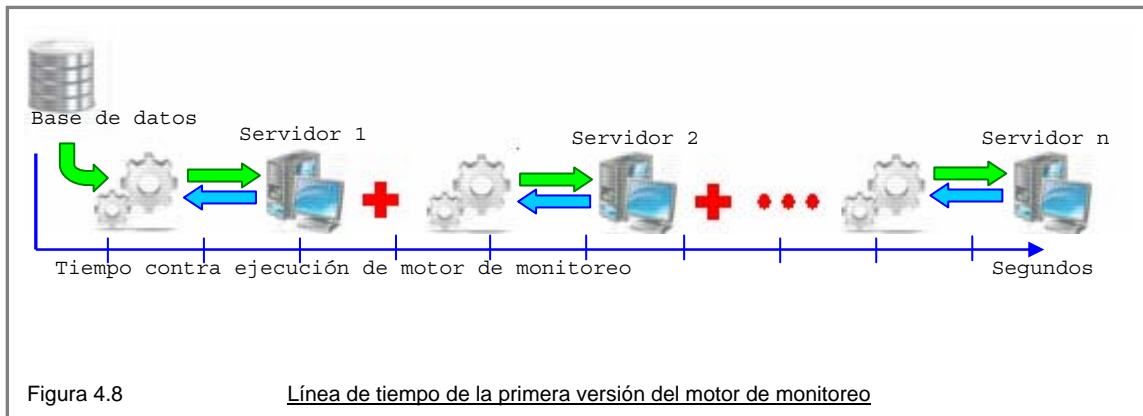 Base de datos
Servidor 1
Servidor 2
Servidor n
Tiempo contra ejecución de motor de monitoreo
Segundos
Figura 4.8 Línea de tiempo de la primera versión del motor de monitoreo